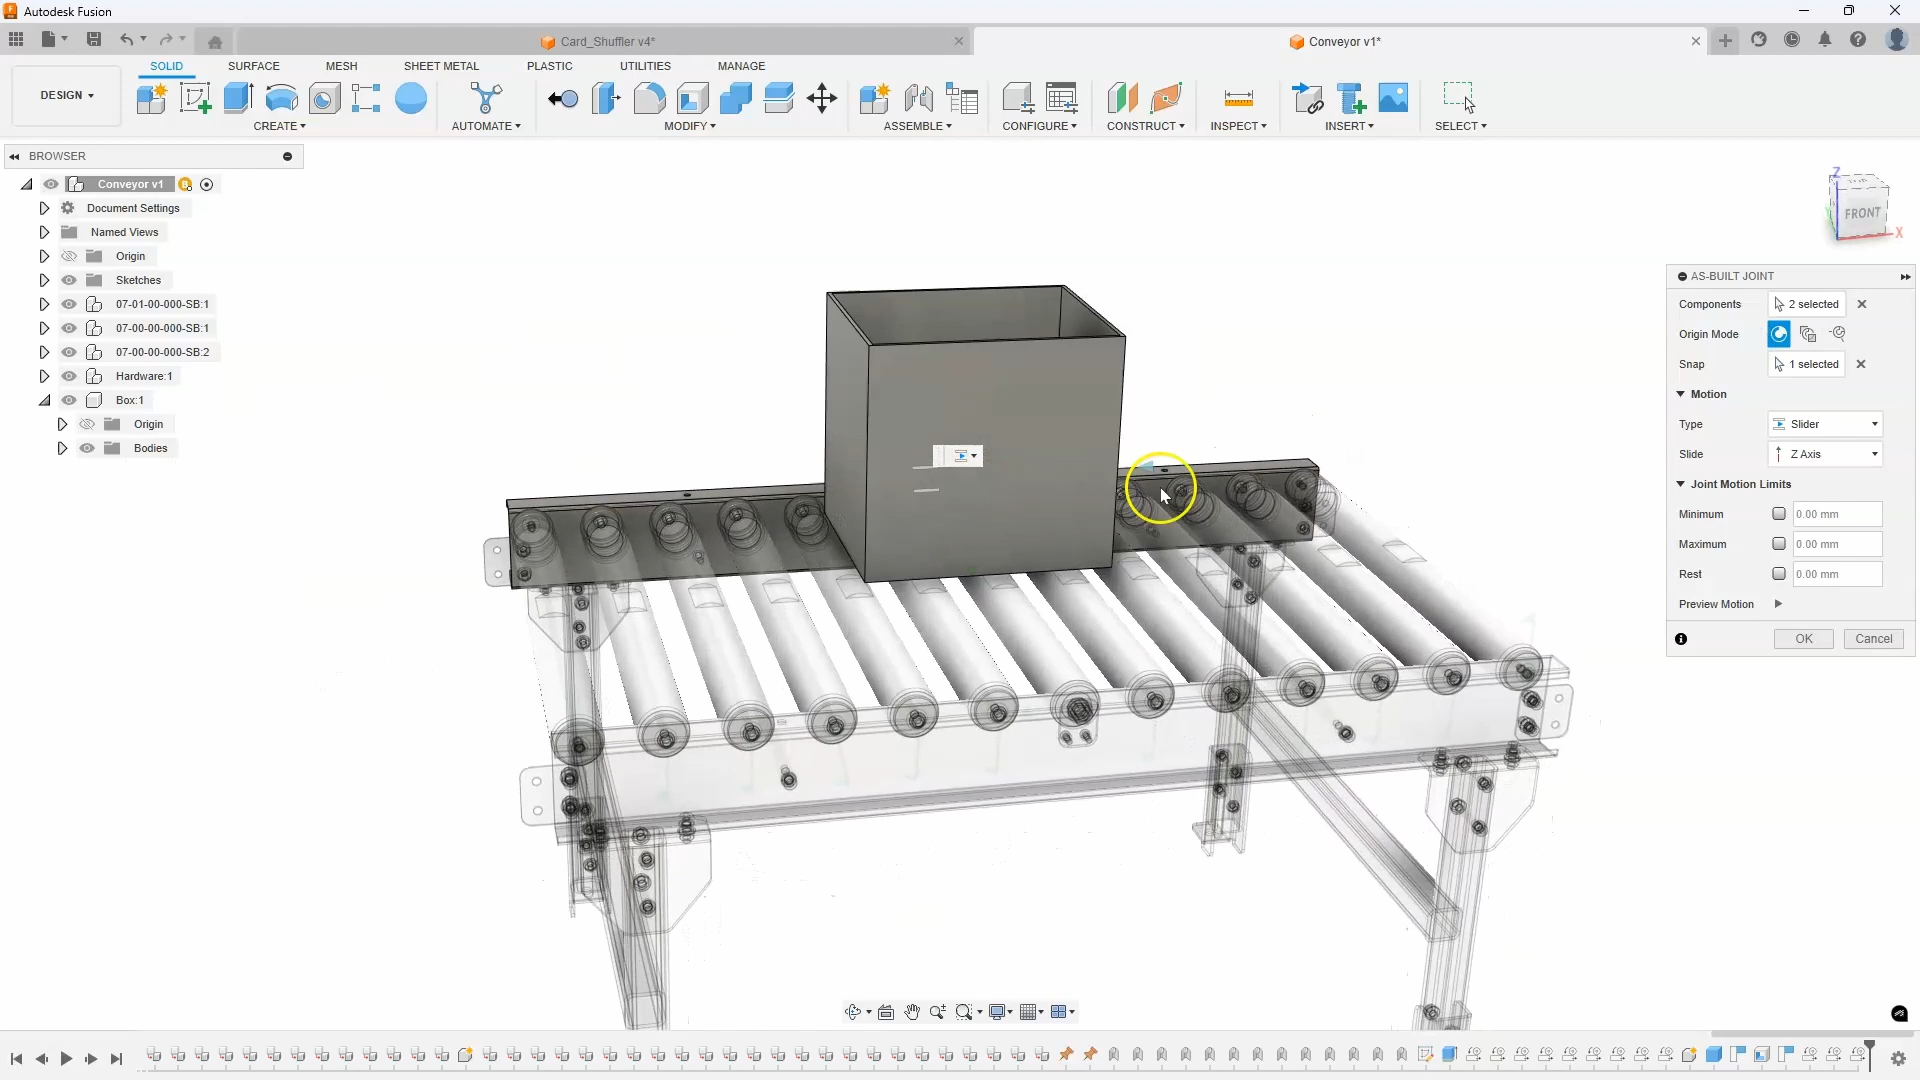 Autodesk Fusion
Card_Shuffler v4*
Conveyor v1*
DESIGN
SOLID
SURFACE
MESH
SHEET METAL
PLASTIC
UTILITIES
MANAGE
CREATE
AUTOMATE
MODIFY
ASSEMBLE
CONFIGURE
CONSTRUCT
INSPECT
INSERT
SELECT
BROWSER
Conveyor v1
Document Settings
Named Views
Origin
Sketches
07-01-00-000-SB:1
07-00-00-000-SB:1
07-00-00-000-SB:2
Hardware:1
Box:1
Origin
Bodies
Z
TOP
FRONT
X
AS-BUILT JOINT
Components 2 selected
Origin Mode
Snap 1 selected
Motion
Type Slider
Slide Z Axis
Joint Motion Limits
Minimum 0.00 mm
Maximum 0.00 mm
Rest 0.00 mm
Preview Motion
OK Cancel